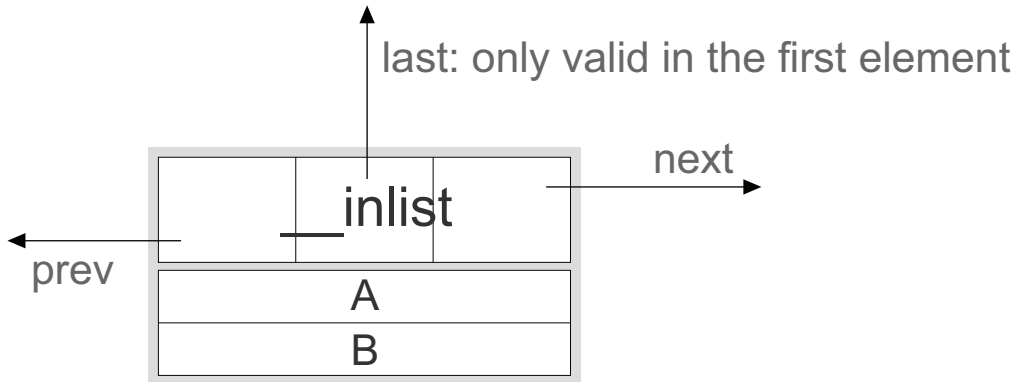 last: only valid in the first element
next
__inlist
prev
A
B